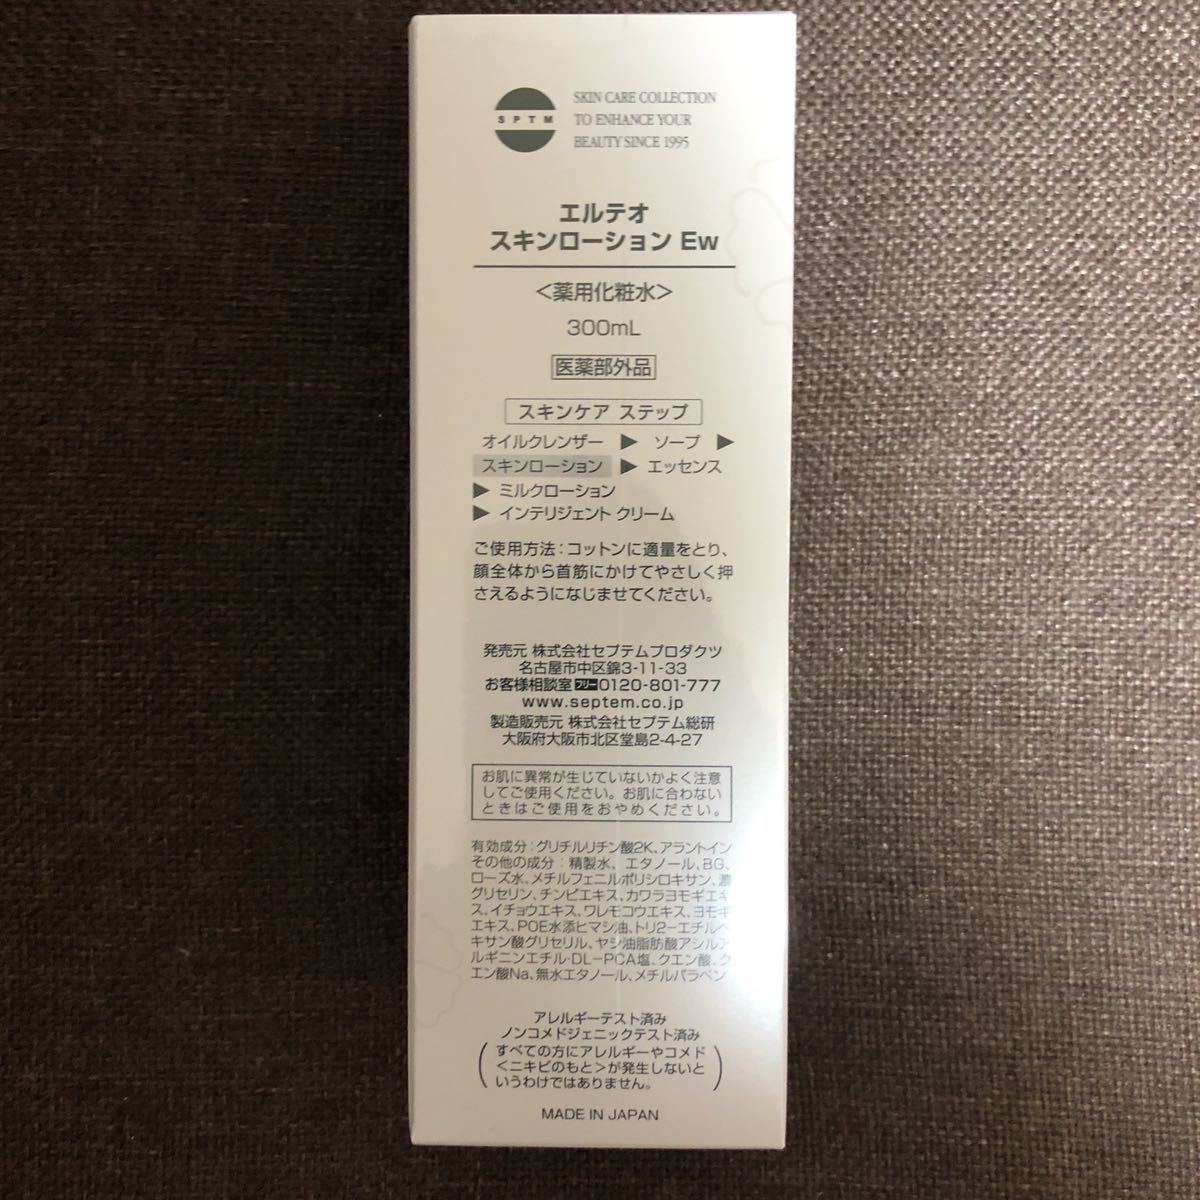 SPTM
SKIN CARE COLLECTION
TO ENHANCE YOUR
BEAUTY SINCE 1995
エルテオ
スキンローション Ew
<薬用化粧水>
300mL
医薬部外品
スキンケア ステップ
オイルクレンザー ▶ ソープ ▶
スキンローション ▶ エッセンス
▶ ミルクローション
▶ インテリジェント クリーム
ご使用方法:コットンに適量をとり、
顔全体から首筋にかけてやさしく押
さえるようになじませてください。
発売元 株式会社セプテムプロダクツ
名古屋市中区錦3-11-33
お客様相談室 フリー 0120-801-777
www.septem.co.jp
製造販売元 株式会社セプテム総研
大阪府大阪市北区堂島2-4-27
お肌に異常が生じていないかよく注意
してご使用ください。お肌に合わない
ときはご使用をおやめください。
有効成分:グリチルリチン酸2K、アラントイン
その他の成分:精製水、エタノール、BG、
ローズ水、メチルフェニルポリシロキサン、濃
グリセリン、チンピエキス、カワラヨモギエキ
ス、イチョウエキス、ワレモコウエキス、ヨモギ
エキス、POE水添ヒマシ油、トリ2-エチルヘ
キサン酸グリセリル、ヤシ油脂肪酸アシルア
ルギニンエチル・DL-PCA塩、クエン酸、ク
エン酸Na、無水エタノール、メチルパラベン
アレルギーテスト済み
ノンコメドジェニックテスト済み
(すべての方にアレルギーやコメド
<ニキビのもと>が発生しないと
いうわけではありません。)
MADE IN JAPAN